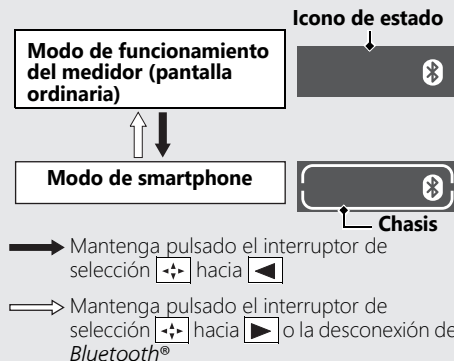 Icono de estado
Modo de funcionamiento
del medidor (pantalla
ordinaria)
Modo de smartphone
Chasis
Mantenga pulsado el interruptor de
selección hacia
Mantenga pulsado el interruptor de
selección hacia o la desconexión de
Bluetooth®